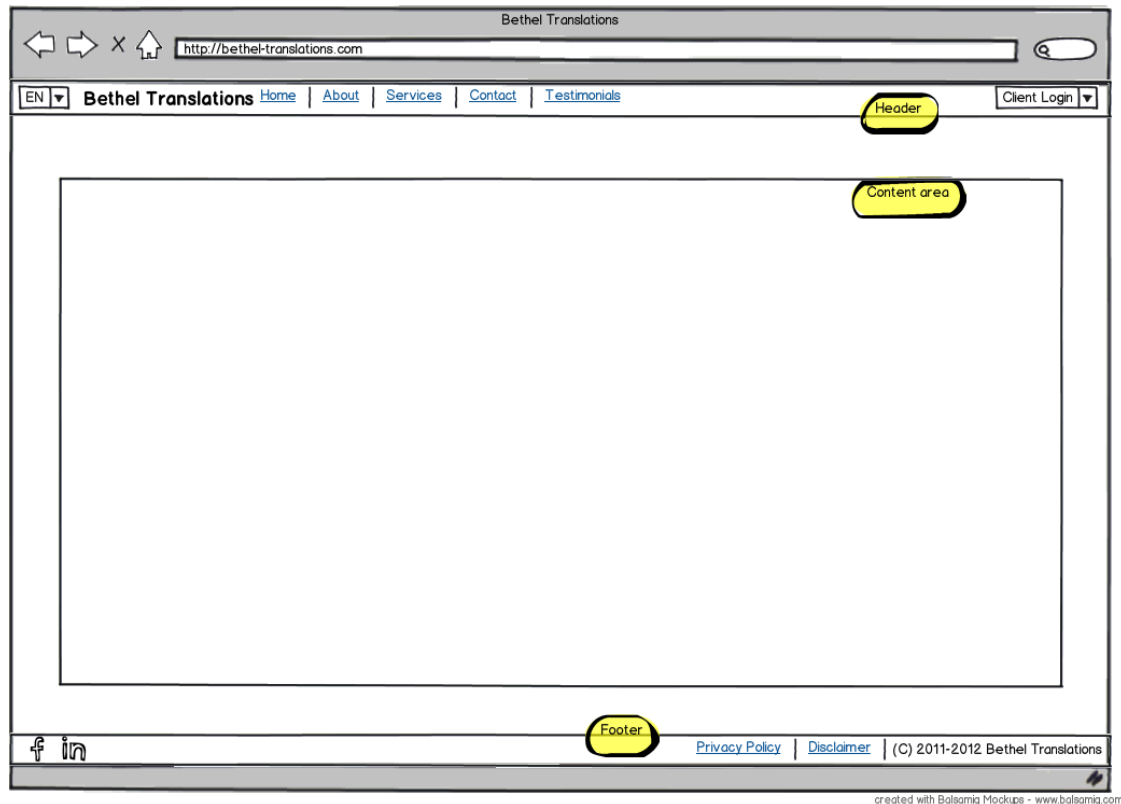 Bethel Translations
http://bethel-translations.com
EN Bethel Translations Home About Services Contact Testimonials Client Login
Header
Content area
Footer
f in Privacy Policy Disclaimer (C) 2011-2012 Bethel Translations
created with Balsamiq Mockups - www.balsamiq.com